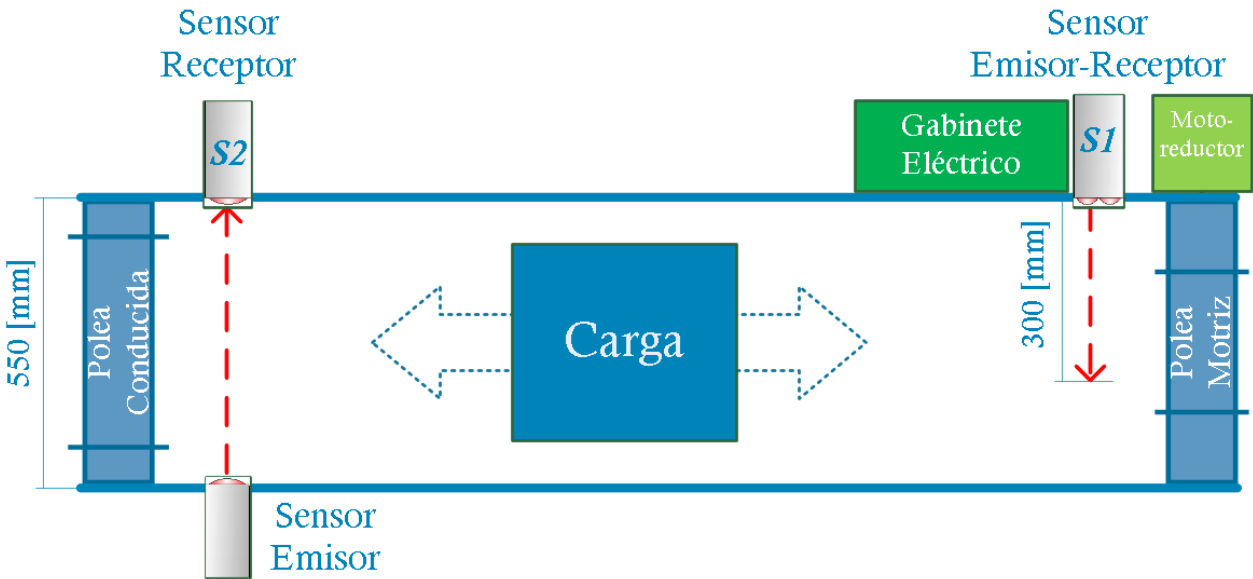 Sensor
Receptor
Sensor
Emisor-Receptor
S2
Gabinete
Eléctrico
S1
Moto-
reductor
550 [mm]
Polea
Conducida
Carga
300 [mm]
Polea
Motriz
Sensor
Emisor